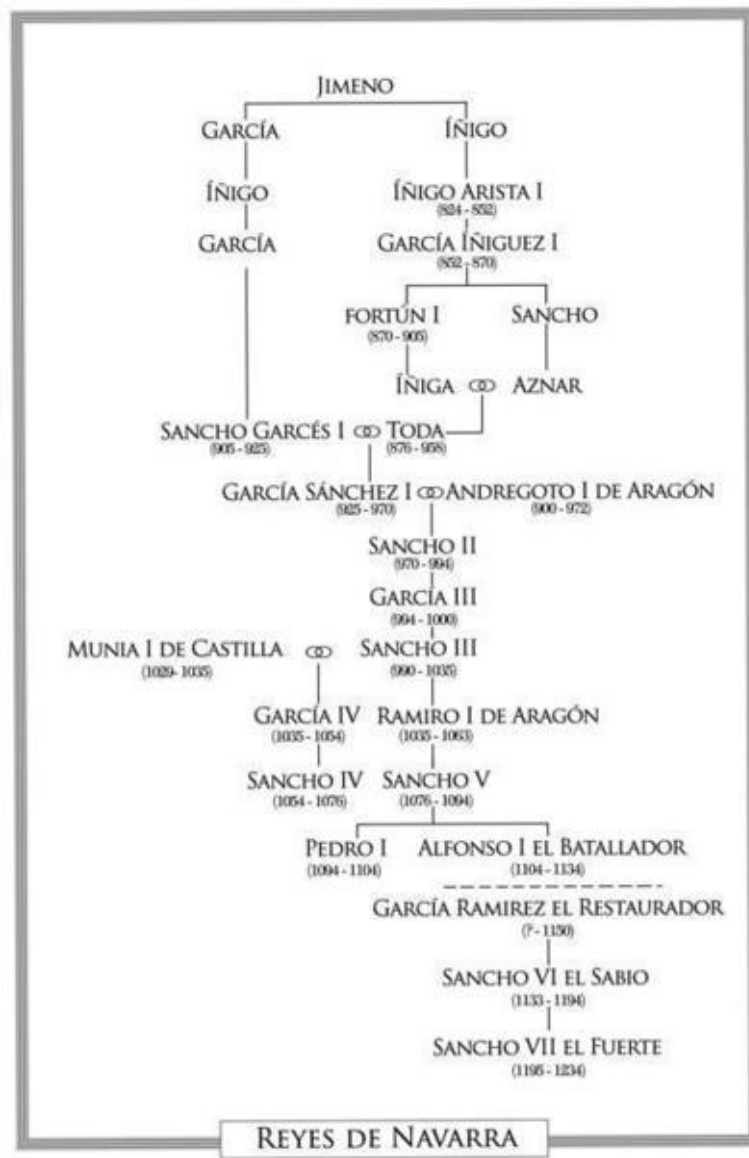 JIMENO
GARCÍA ÍÑIGO
ÍÑIGO ÍÑIGO ARISTA I
(824 - 852)
GARCÍA GARCÍA ÍÑIGUEZ I
(852 - 870)
FORTÚN I SANCHO
(870 - 905)
ÍÑIGA AZNAR
SANCHO GARCÉS I TODA
(905 - 925) (876 - 958)
GARCÍA SÁNCHEZ I ANDREGOTO I DE ARAGÓN
(925 - 970) (900 - 972)
SANCHO II
(970 - 994)
GARCÍA III
(994 - 1000)
MUNIA I DE CASTILLA SANCHO III
(1029- 1035) (990 - 1035)
GARCÍA IV RAMIRO I DE ARAGÓN
(1035 - 1054) (1035 - 1063)
SANCHO IV SANCHO V
(1054 - 1076) (1076 - 1094)
PEDRO I ALFONSO I EL BATALLADOR
(1094 - 1104) (1104 - 1134)
GARCÍA RAMIREZ EL RESTAURADOR
(? - 1150)
SANCHO VI EL SABIO
(1133 - 1194)
SANCHO VII EL FUERTE
(1195 - 1234)
REYES DE NAVARRA